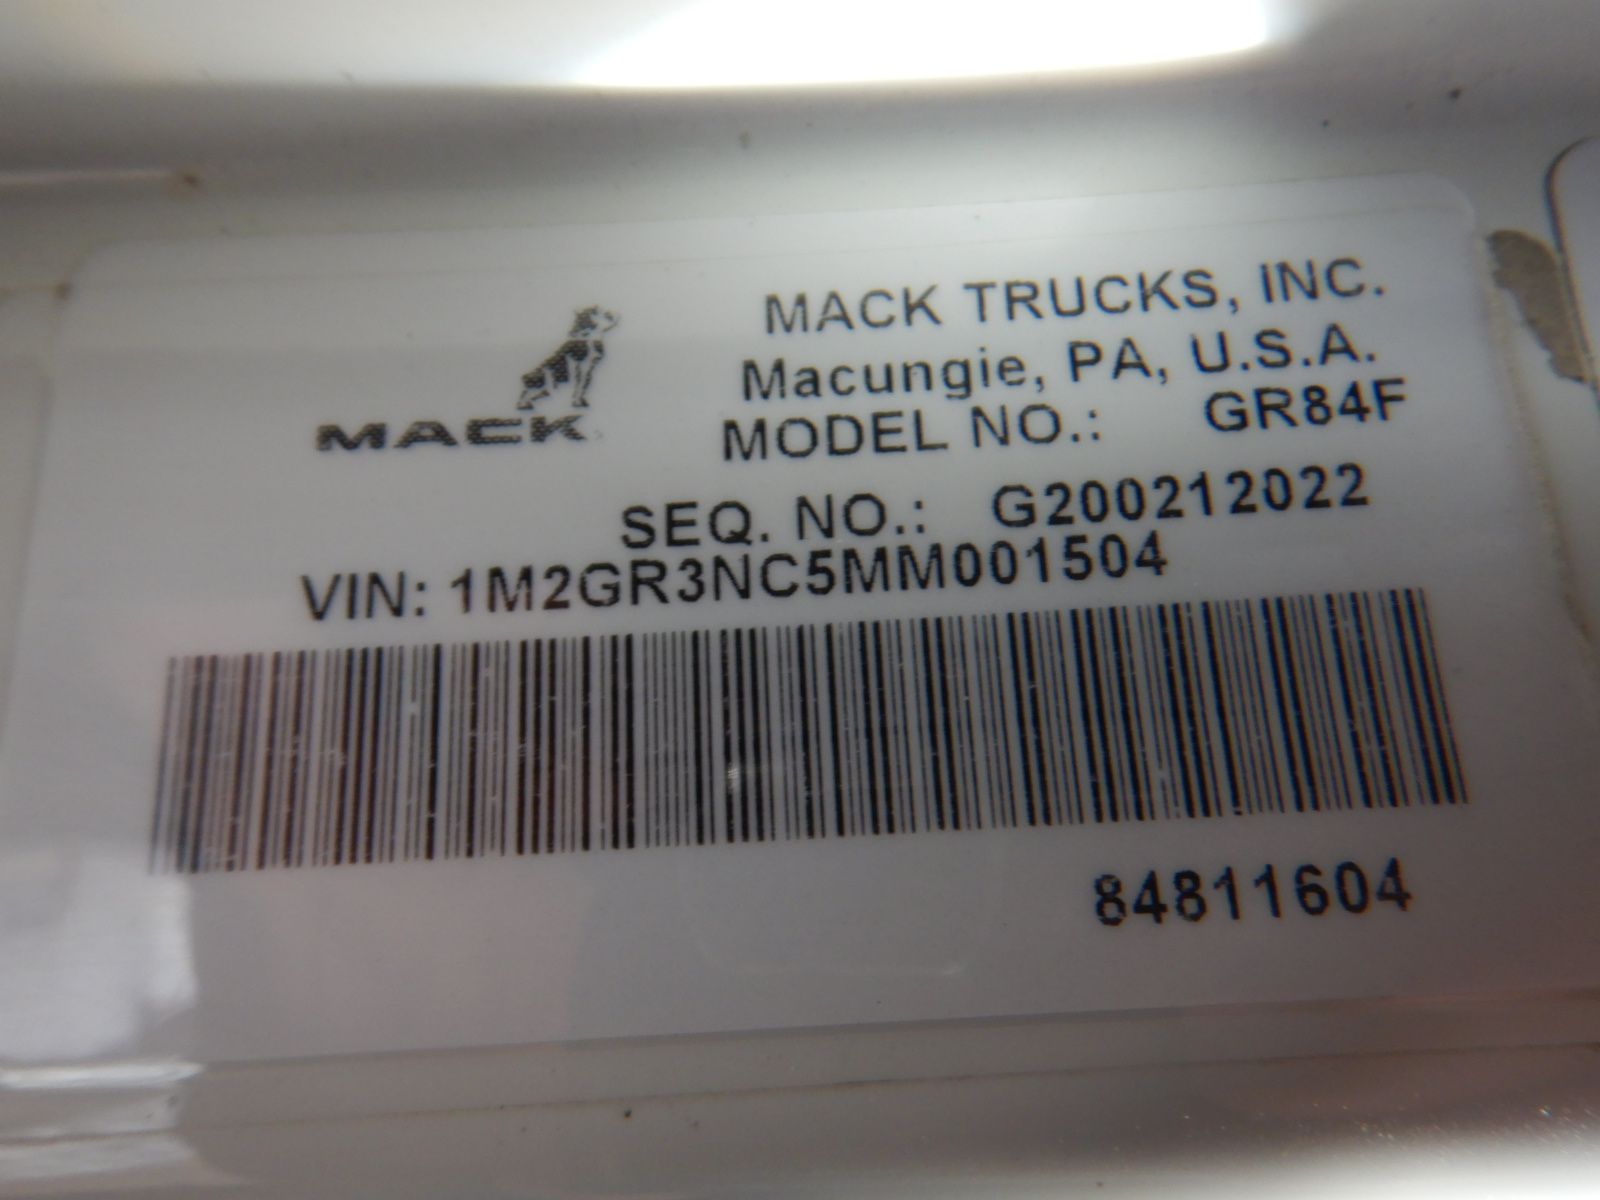 MACK
MACK TRUCKS, INC.
Macungie, PA, U.S.A.
MODEL NO.: GR84F
SEQ. NO.: G200212022
VIN: 1M2GR3NC5MM001504
84811604